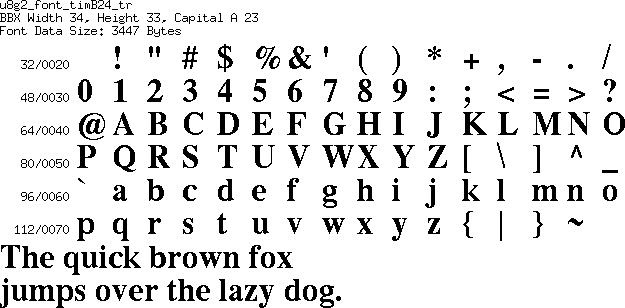 u8g2_font_timB24_tr
BBX Width 34, Height 33, Capital A 23
Font Data Size: 3447 Bytes
32/0020 ! " # $ % & ' ( ) * + , - . /
48/0030 0 1 2 3 4 5 6 7 8 9 : ; < = > ?
64/0040 @ A B C D E F G H I J K L M N O
80/0050 P Q R S T U V W X Y Z [ \ ] ^ _
96/0060 ` a b c d e f g h i j k l m n o
112/0070 p q r s t u v w x y z { | } ~
The quick brown fox
jumps over the lazy dog.